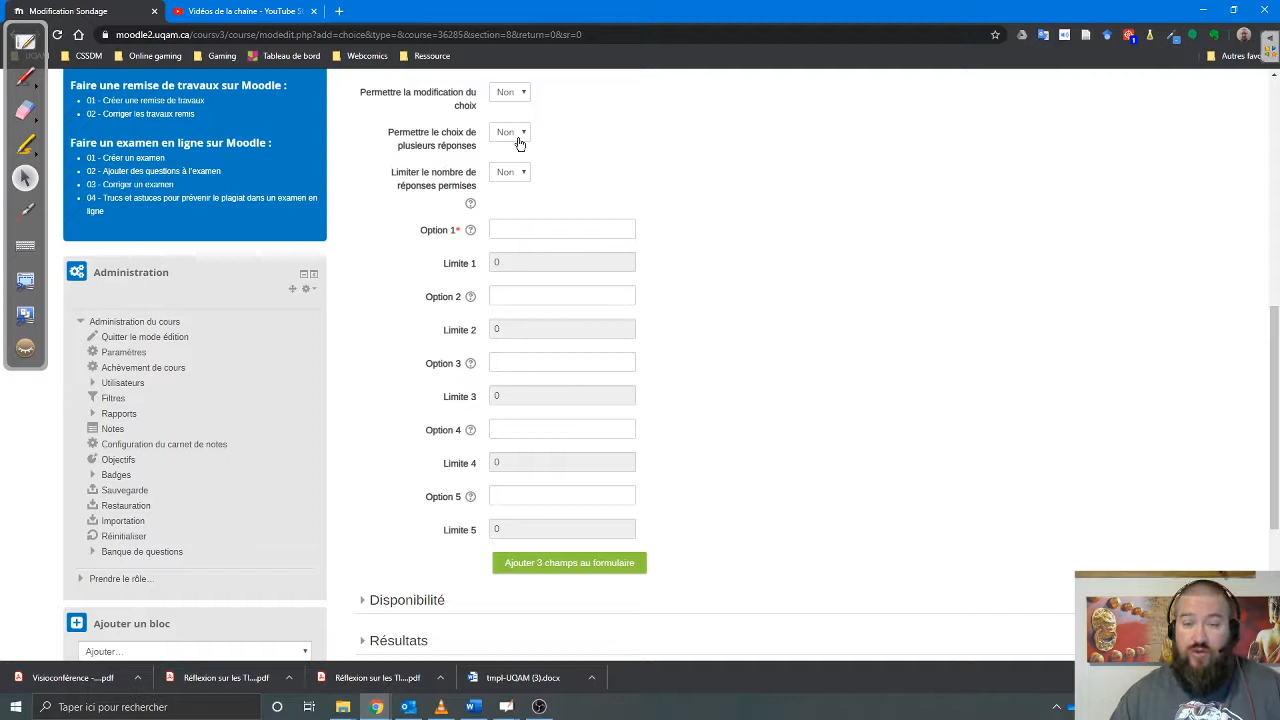 Modification Sondage
Vidéos de la chaîne - YouTube
moodle2.uqam.ca/coursv3/course/modedit.php?add=choice&type=&course=36285&section=8&return=0&sr=0
CSSDM
Online gaming
Gaming
Tableau de bord
Webcomics
Ressource
Autres favo
Faire une remise de travaux sur Moodle :
01 - Créer une remise de travaux
02 - Corriger les travaux remis
Faire un examen en ligne sur Moodle :
01 - Créer un examen
02 - Ajouter des questions à l'examen
03 - Corriger un examen
04 - Trucs et astuces pour prévenir le plagiat dans un examen en
ligne
Administration
Administration du cours
Quitter le mode édition
Paramètres
Achèvement de cours
Utilisateurs
Filtres
Rapports
Notes
Configuration du carnet de notes
Objectifs
Badges
Sauvegarde
Restauration
Importation
Réinitialiser
Banque de questions
Prendre le rôle...
Ajouter un bloc
Ajouter...
Permettre la modification du
choix
Non
Permettre le choix de
plusieurs réponses
Non
Limiter le nombre de
réponses permises
Non
Option 1*
Limite 1
0
Option 2
Limite 2
0
Option 3
Limite 3
0
Option 4
Limite 4
0
Option 5
Limite 5
0
Ajouter 3 champs au formulaire
Disponibilité
Résultats
Visioconférence -....pdf
Réflexion sur les TI....pdf
Réflexion sur les TI....pdf
tmpl-UQAM (3).docx
Taper ici pour rechercher